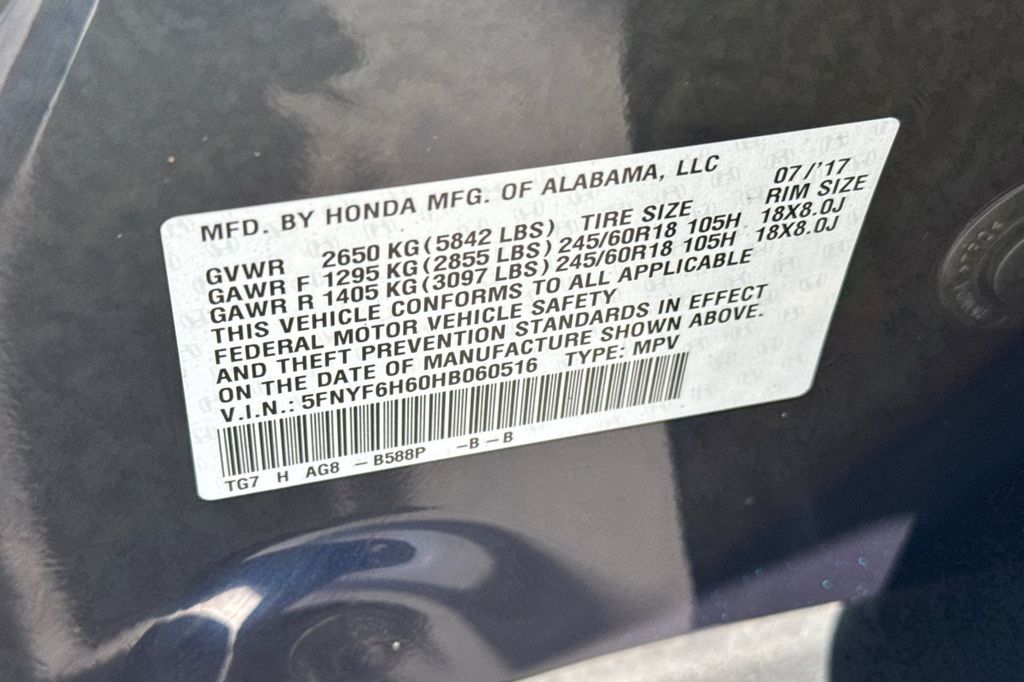 MFD. BY HONDA MFG. OF ALABAMA, LLC 07/'17
GVWR 2650 KG(5842 LBS) TIRE SIZE RIM SIZE
GAWR F 1295 KG(2855 LBS)245/60R18 105H 18X8.0J
GAWR R 1405 KG(3097 LBS)245/60R18 105H 18X8.0J
THIS VEHICLE CONFORMS TO ALL APPLICABLE
FEDERAL MOTOR VEHICLE SAFETY
AND THEFT PREVENTION STANDARDS IN EFFECT
ON THE DATE OF MANUFACTURE SHOWN ABOVE.
V.I.N.: 5FNYF6H60HB060516 TYPE: MPV
TG7 H AG8 - B588P -B-B